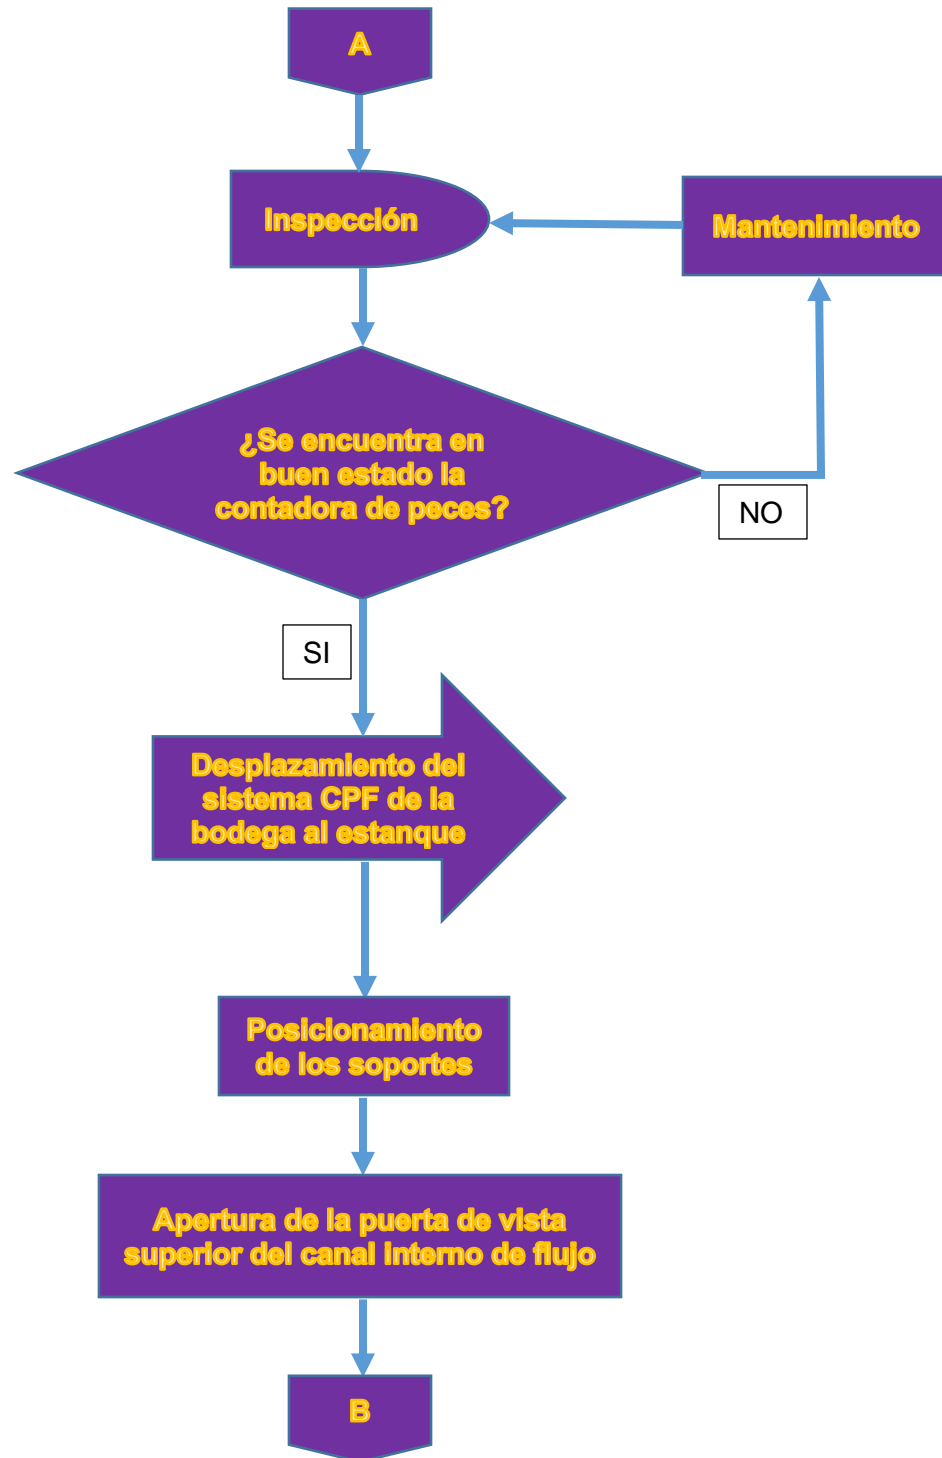 A
Inspección
Mantenimiento
¿Se encuentra en
buen estado la
contadora de peces?
NO
SI
Desplazamiento del
sistema CPF de la
bodega al estanque
Posicionamiento
de los soportes
Apertura de la puerta de vista
superior del canal interno de flujo
B